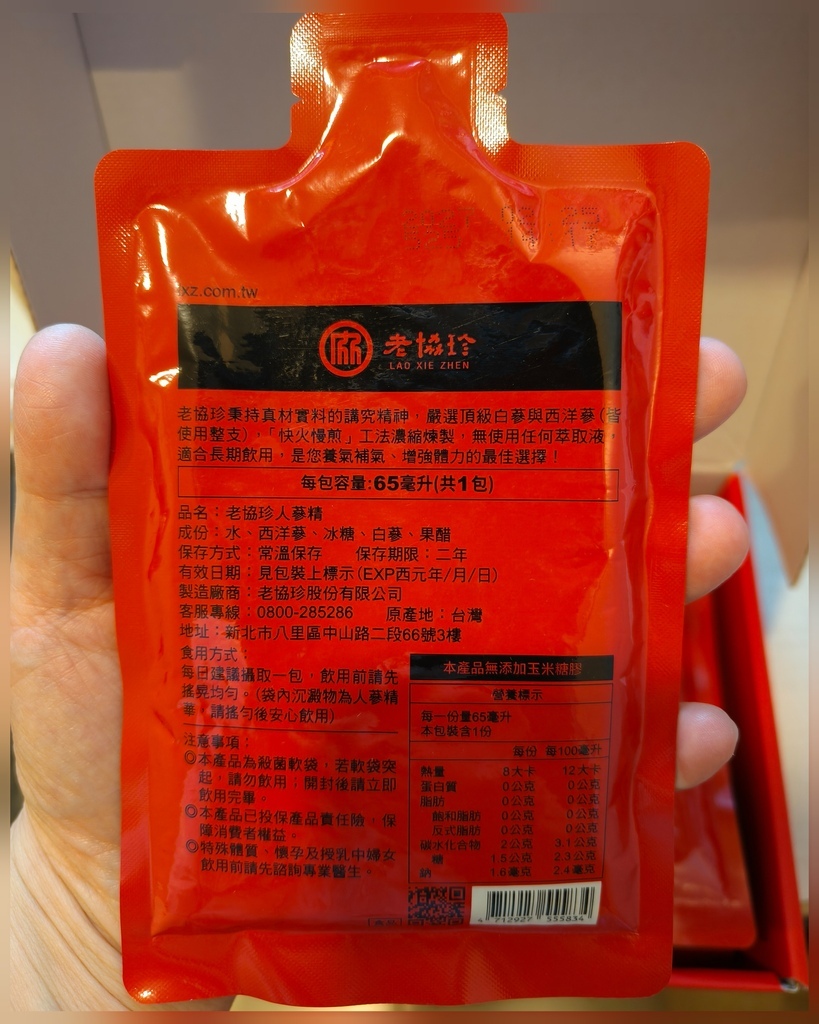 xz.com.tw
老協珍
LAO XIE ZHEN
老協珍秉持真材實料的講究精神，嚴選頂級白蔘與西洋蔘(皆
使用整支)，「快火慢煎」工法濃縮煉製，無使用任何萃取液，
適合長期飲用，是您養氣補氣、增強體力的最佳選擇！
每包容量:65毫升(共1包)
品名：老協珍人蔘精
成份：水、西洋蔘、冰糖、白蔘、果醋
保存方式：常溫保存 保存期限：二年
有效日期：見包裝上標示(EXP西元年/月/日)
製造廠商：老協珍股份有限公司
客服專線：0800-285286 原產地：台灣
地址：新北市八里區中山路二段66號3樓
食用方式：
每日建議攝取一包，飲用前請先
搖晃均勻。(袋內沉澱物為人蔘精
華，請搖勻後安心飲用)
注意事項：
◎本產品為殺菌軟袋，若軟袋突
起，請勿飲用；開封後請立即
飲用完畢。
◎本產品已投保產品責任險，保
障消費者權益。
◎特殊體質、懷孕及授乳中婦女
飲用前請先諮詢專業醫生。
本產品無添加玉米糖膠
營養標示
每一份量65毫升
本包裝含1份
每份 每100毫升
熱量 8大卡 12大卡
蛋白質 0公克 0公克
脂肪 0公克 0公克
飽和脂肪 0公克 0公克
反式脂肪 0公克 0公克
碳水化合物 2公克 3.1公克
糖 1.5公克 2.3公克
鈉 1.6毫克 2.4毫克
4 712927 555834